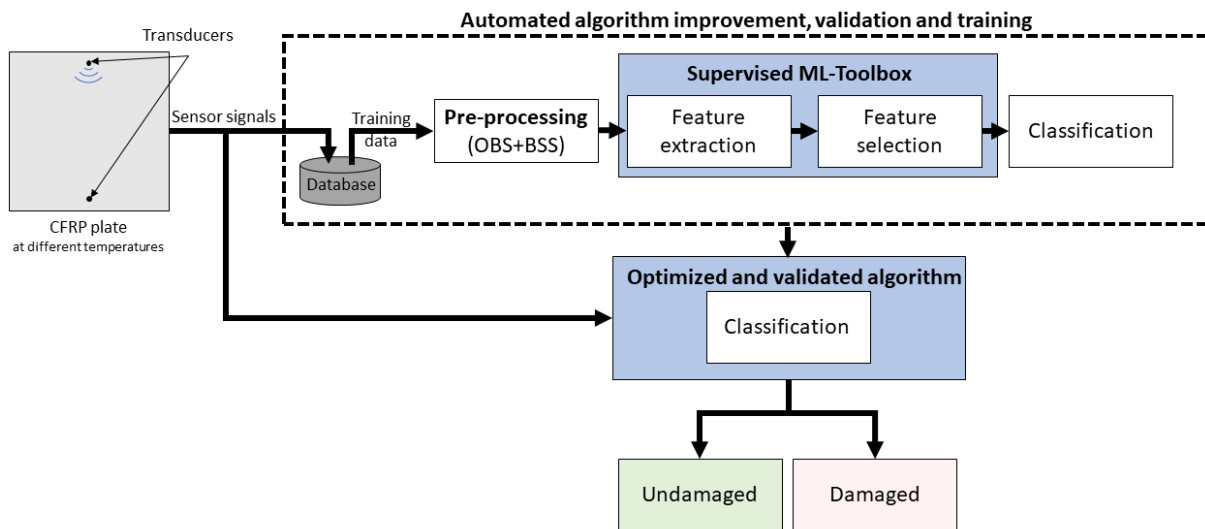 Automated algorithm improvement, validation and training
Transducers
Supervised ML-Toolbox
Sensor signals
Training
data
Pre-processing
(OBS+BSS)
Feature
extraction
Feature
selection
Classification
Database
CFRP plate
at different temperatures
Optimized and validated algorithm
Classification
Undamaged
Damaged